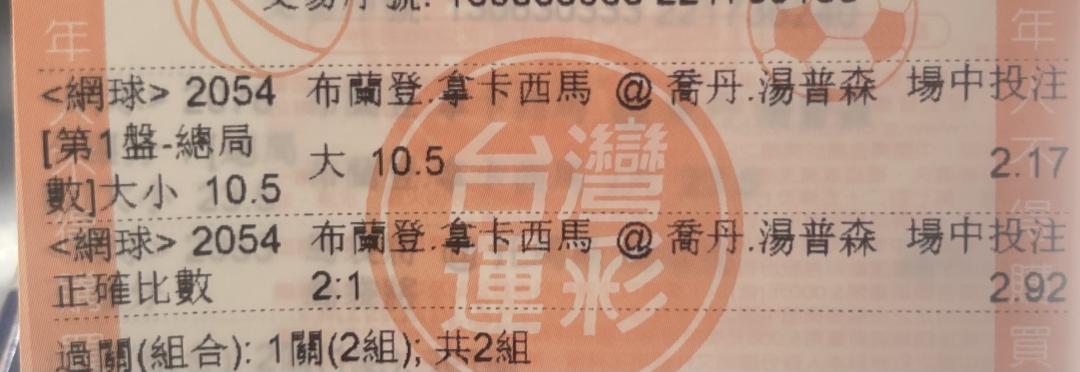 <網球> 2054 布蘭登.拿卡西馬 @ 喬丹.湯普森 場中投注
[第1盤-總局
數]大小 10.5 大 10.5 2.17
<網球> 2054 布蘭登.拿卡西馬 @ 喬丹.湯普森 場中投注
正確比數 2:1 2.92
過關(組合): 1關(2組); 共2組
台灣
運彩